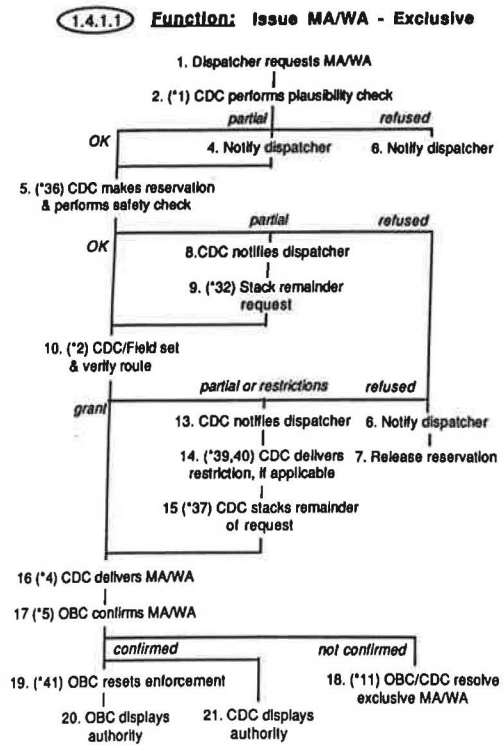 1.4.1.1 Function: Issue MA/WA - Exclusive
1. Dispatcher requests MA/WA
2. (*1) CDC performs plausibility check
partial refused
OK
4. Notify dispatcher 6. Notify dispatcher
5. (*36) CDC makes reservation
& performs safety check
partial refused
OK
8.CDC notifies dispatcher
9. (*32) Stack remainder
request
10. (*2) CDC/Field set
& verify route
partial or restrictions refused
grant
13. CDC notifies dispatcher 6. Notify dispatcher
14. (*39,40) CDC delivers 7. Release reservation
restriction, if applicable
15 (*37) CDC stacks remainder
of request
16 (*4) CDC delivers MA/WA
17 (*5) OBC confirms MA/WA
confirmed not confirmed
19. (*41) OBC resets enforcement 18. (*11) OBC/CDC resolve
exclusive MA/WA
20. OBC displays 21. CDC displays
authority authority